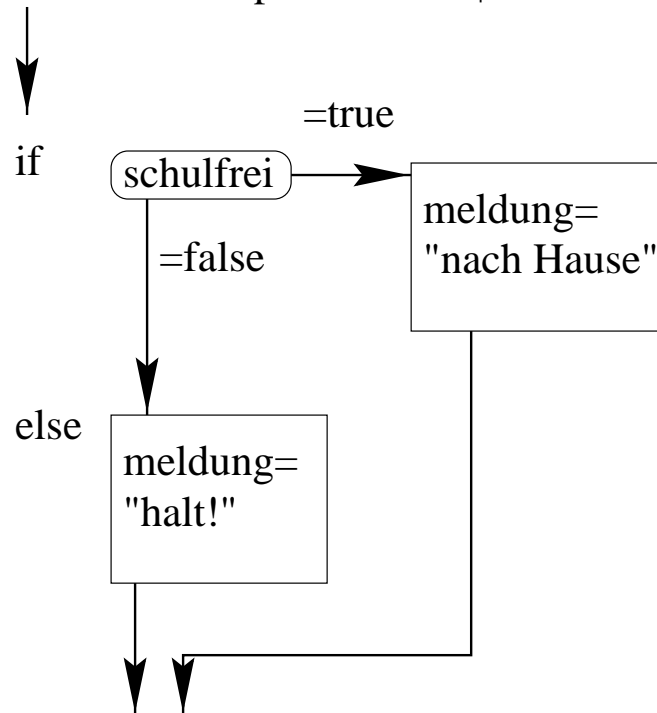 =true
if
schulfrei
meldung=
"nach Hause"
=false
else
meldung=
"halt!"